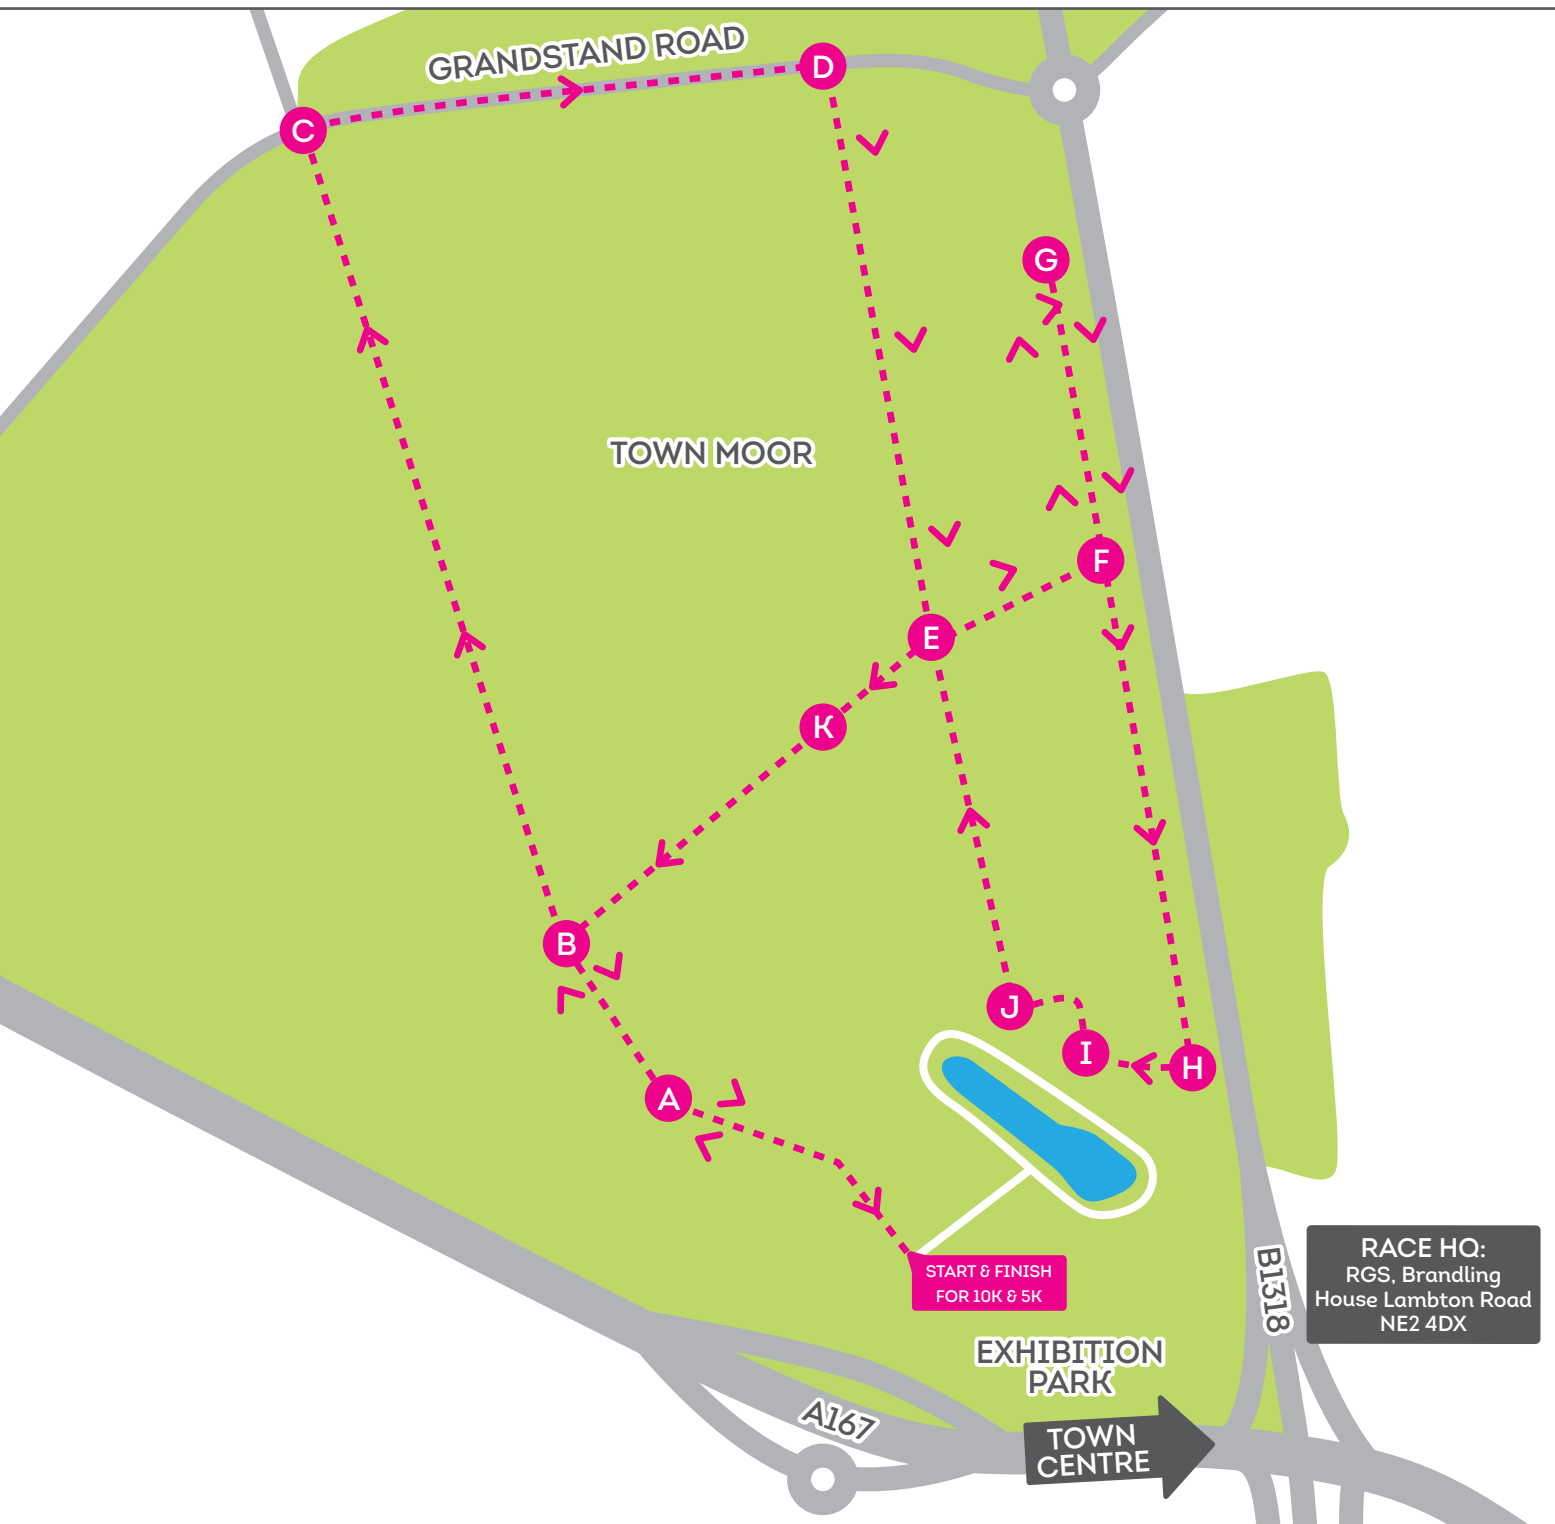 GRANDSTAND ROAD
D
C
G
TOWN MOOR
F
E
K
B
J
I
H
A
START & FINISH
FOR 10K & 5K
B1318
RACE HQ:
RGS, Brandling
House Lambton Road
NE2 4DX
EXHIBITION
PARK
A167
TOWN
CENTRE